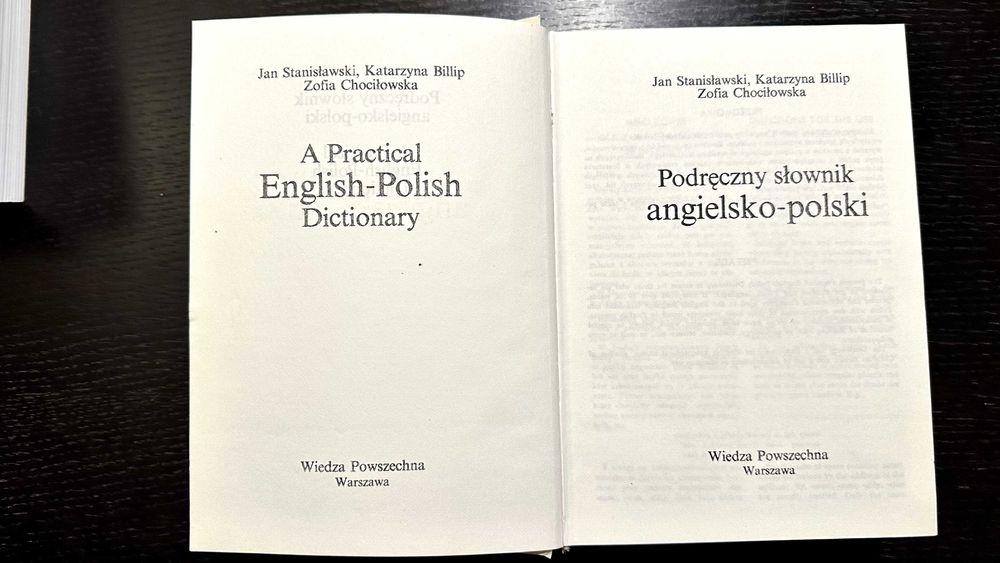 Jan Stanisławski, Katarzyna Billip
Zofia Chociłowska
A Practical
English-Polish
Dictionary
Wiedza Powszechna
Warszawa
Jan Stanisławski, Katarzyna Billip
Zofia Chociłowska
Podręczny słownik
angielsko-polski
Wiedza Powszechna
Warszawa